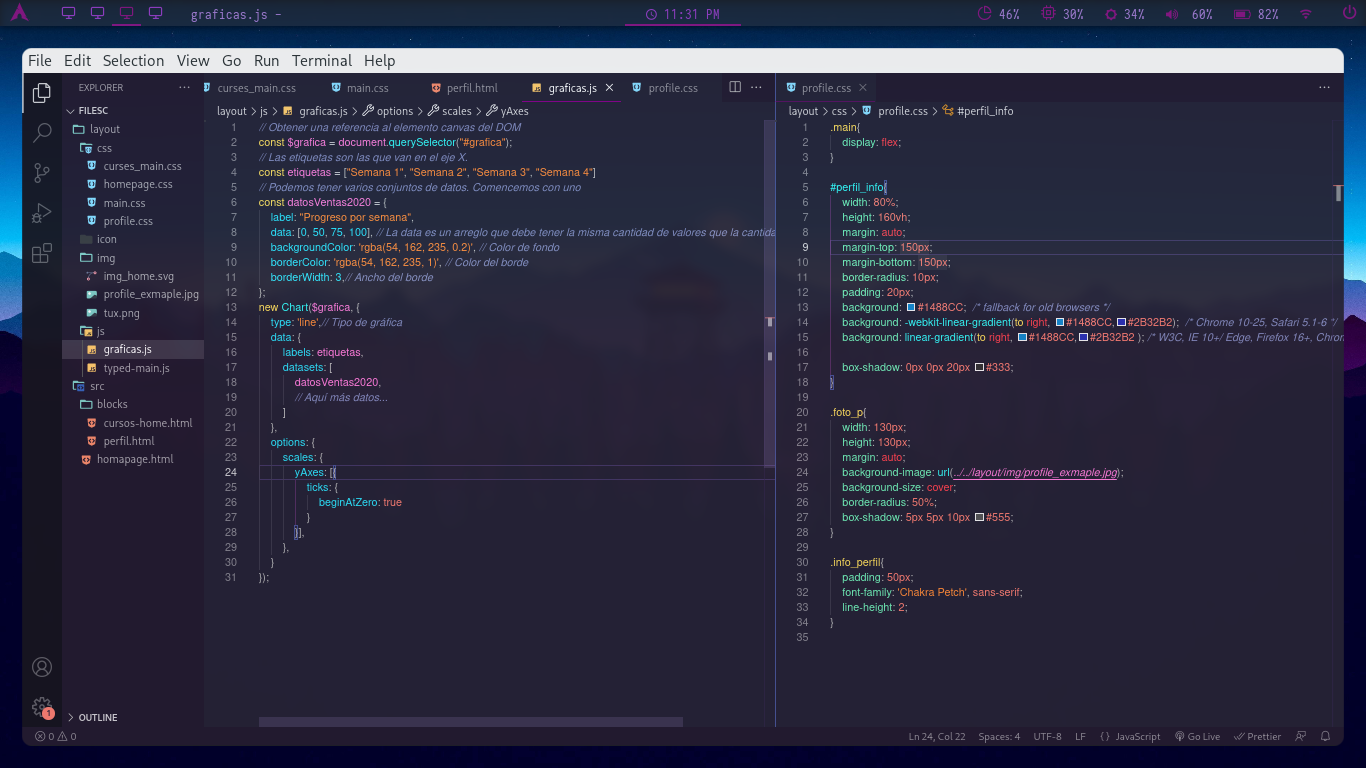 graficas.js –
11:31 PM
46% 30% 34% 60% 82%
File Edit Selection View Go Run Terminal Help
EXPLORER ···
FILESC
layout
css
curses_main.css
homepage.css
main.css
profile.css
icon
img
img_home.svg
profile_exmaple.jpg
tux.png
js
graficas.js
typed-main.js
src
blocks
cursos-home.html
perfil.html
homapage.html
OUTLINE
curses_main.css main.css perfil.html graficas.js × profile.css ···
layout > js > graficas.js > options > scales > yAxes
1 // Obtener una referencia al elemento canvas del DOM
2 const $grafica = document.querySelector("#grafica");
3 // Las etiquetas son las que van en el eje X.
4 const etiquetas = ["Semana 1", "Semana 2", "Semana 3", "Semana 4"]
5 // Podemos tener varios conjuntos de datos. Comencemos con uno
6 const datosVentas2020 = {
7 label: "Progreso por semana",
8 data: [0, 50, 75, 100], // La data es un arreglo que debe tener la misma cantidad de valores que la cantida
9 backgroundColor: 'rgba(54, 162, 235, 0.2)', // Color de fondo
10 borderColor: 'rgba(54, 162, 235, 1)', // Color del borde
11 borderWidth: 3,// Ancho del borde
12 };
13 new Chart($grafica, {
14 type: 'line',// Tipo de gráfica
15 data: {
16 labels: etiquetas,
17 datasets: [
18 datosVentas2020,
19 // Aquí más datos...
20 ]
21 },
22 options: {
23 scales: {
24 yAxes: [{
25 ticks: {
26 beginAtZero: true
27 }
28 }],
29 },
30 }
31 });
profile.css × ···
layout > css > profile.css > #perfil_info
1 .main{
2 display: flex;
3 }
4
5 #perfil_info{
6 width: 80%;
7 height: 160vh;
8 margin: auto;
9 margin-top: 150px;
10 margin-bottom: 150px;
11 border-radius: 10px;
12 padding: 20px;
13 background: #1488CC; /* fallback for old browsers */
14 background: -webkit-linear-gradient(to right, #1488CC, #2B32B2); /* Chrome 10-25, Safari 5.1-6 */
15 background: linear-gradient(to right, #1488CC, #2B32B2 ); /* W3C, IE 10+/ Edge, Firefox 16+, Chrom
16
17 box-shadow: 0px 0px 20px #333;
18 }
19
20 .foto_p{
21 width: 130px;
22 height: 130px;
23 margin: auto;
24 background-image: url(../../layout/img/profile_exmaple.jpg);
25 background-size: cover;
26 border-radius: 50%;
27 box-shadow: 5px 5px 10px #555;
28 }
29
30 .info_perfil{
31 padding: 50px;
32 font-family: 'Chakra Petch', sans-serif;
33 line-height: 2;
34 }
35
1
0 0
Ln 24, Col 22 Spaces: 4 UTF-8 LF {} JavaScript Go Live Prettier